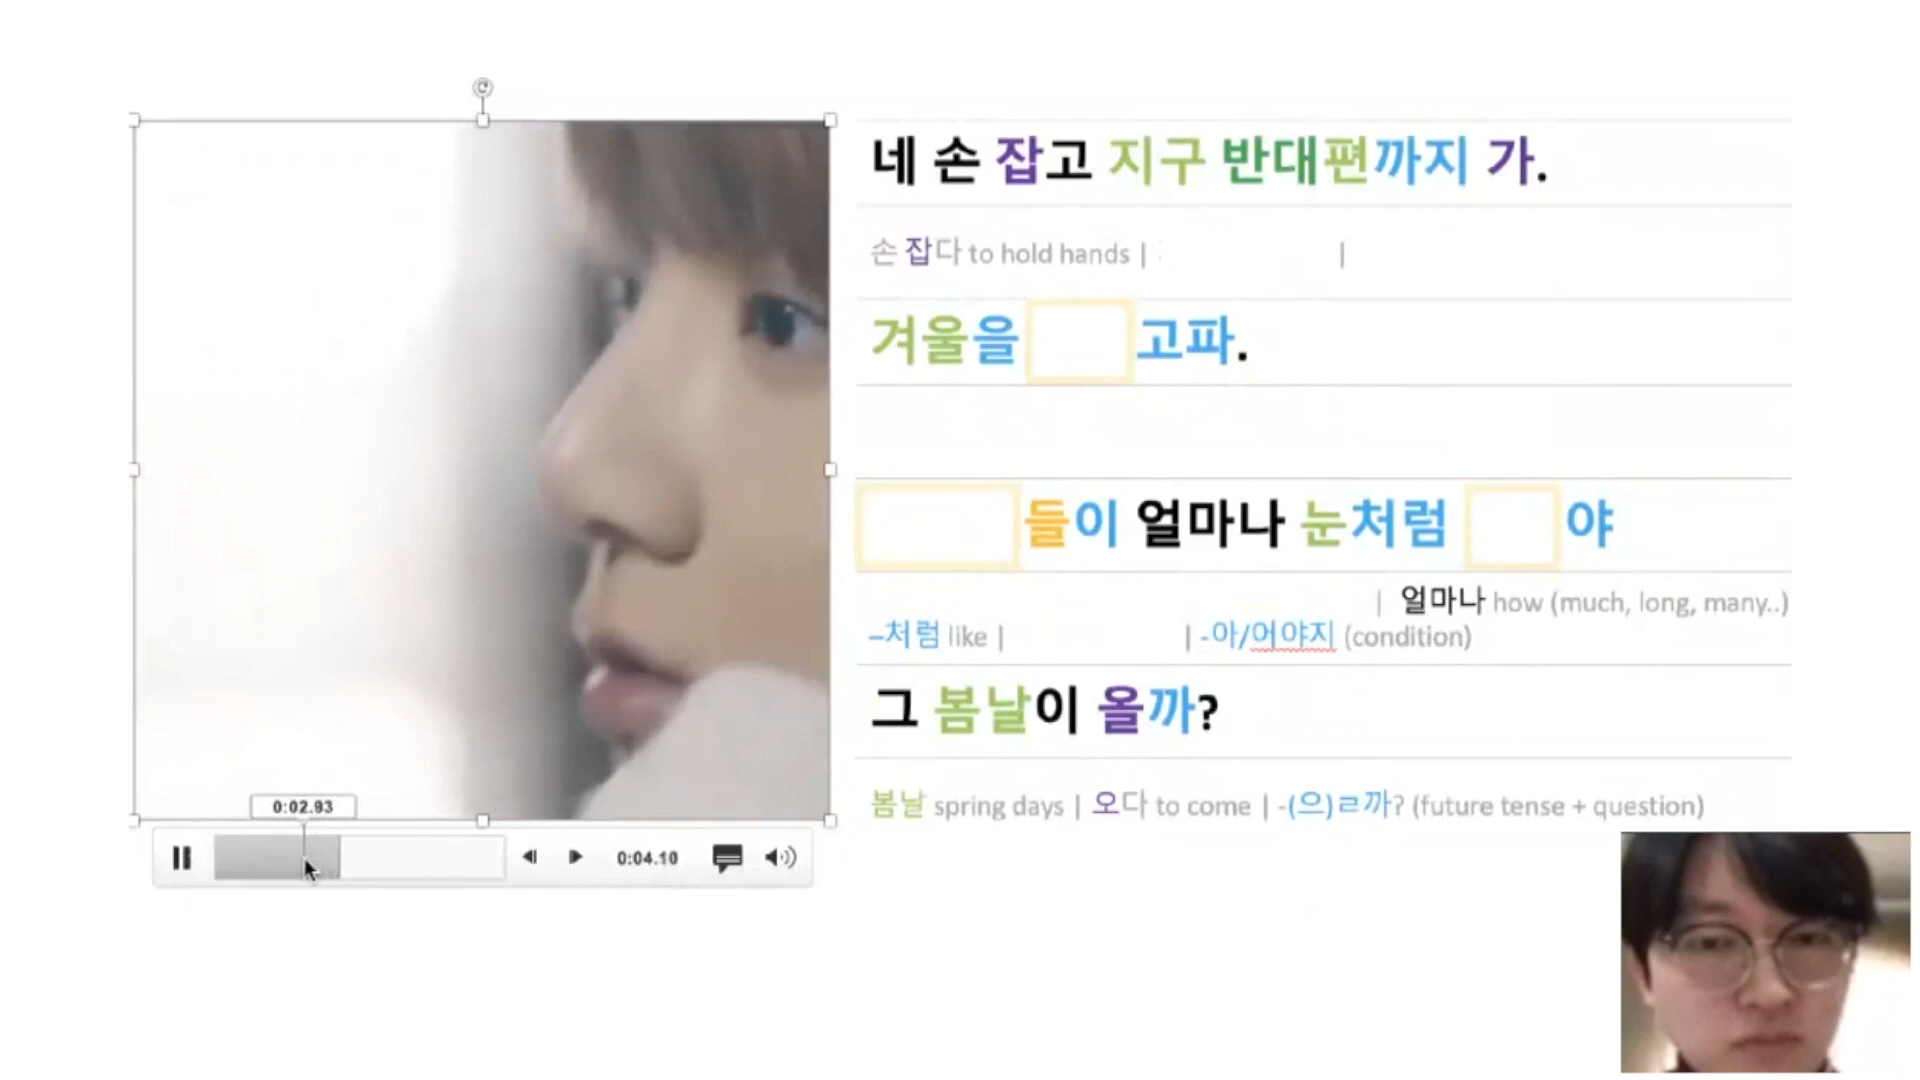 네 손 잡고 지구 반대편까지 가.
손 잡다 to hold hands | |
겨울을 고파.
들이 얼마나 눈처럼 야
| 얼마나 how (much, long, many..)
–처럼 like | | -아/어야지 (condition)
그 봄날이 올까?
봄날 spring days | 오다 to come | -(으)ㄹ까? (future tense + question)
0:02.93
0:04.10